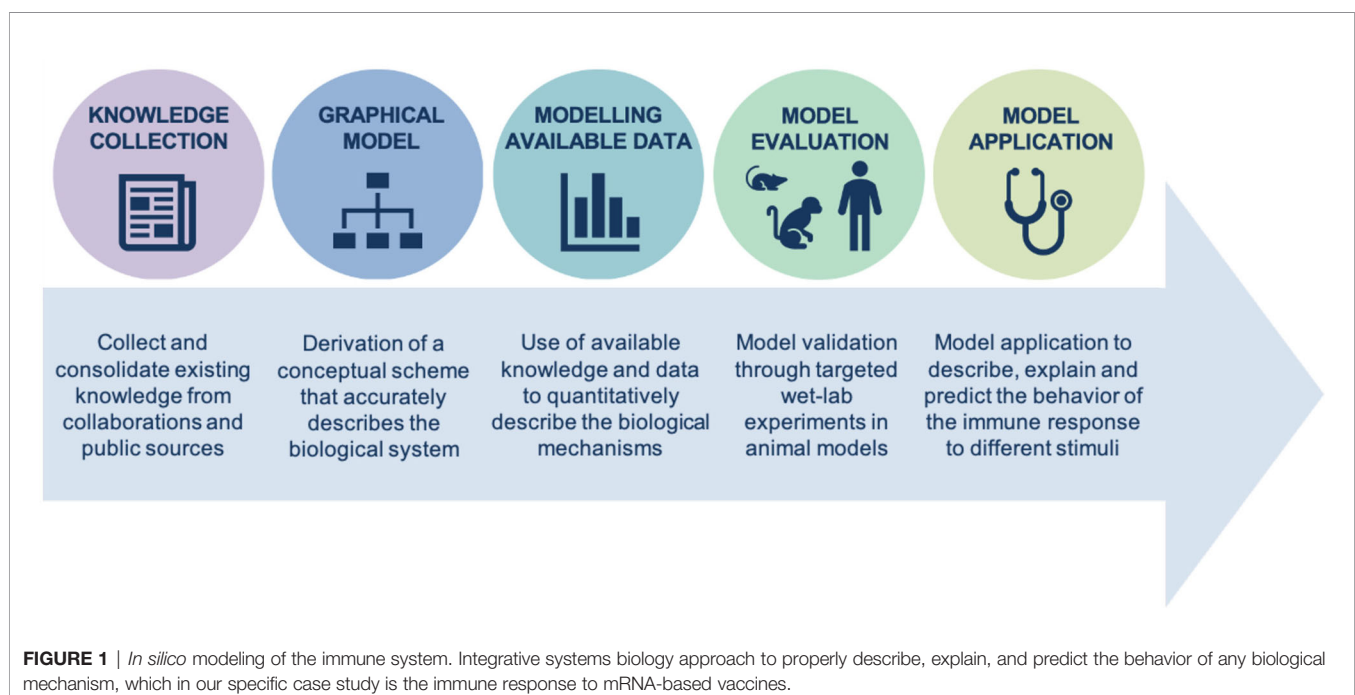 KNOWLEDGE
COLLECTION
GRAPHICAL
MODEL
MODELLING
AVAILABLE DATA
MODEL
EVALUATION
MODEL
APPLICATION
Collect and
consolidate existing
knowledge from
collaborations and
public sources
Derivation of a
conceptual scheme
that accurately
describes the
biological system
Use of available
knowledge and data
to quantitatively
describe the biological
mechanisms
Model validation
through targeted
wet-lab
experiments in
animal models
Model application to
describe, explain and
predict the behavior of
the immune response
to different stimuli
FIGURE 1 | In silico modeling of the immune system. Integrative systems biology approach to properly describe, explain, and predict the behavior of any biological
mechanism, which in our specific case study is the immune response to mRNA-based vaccines.